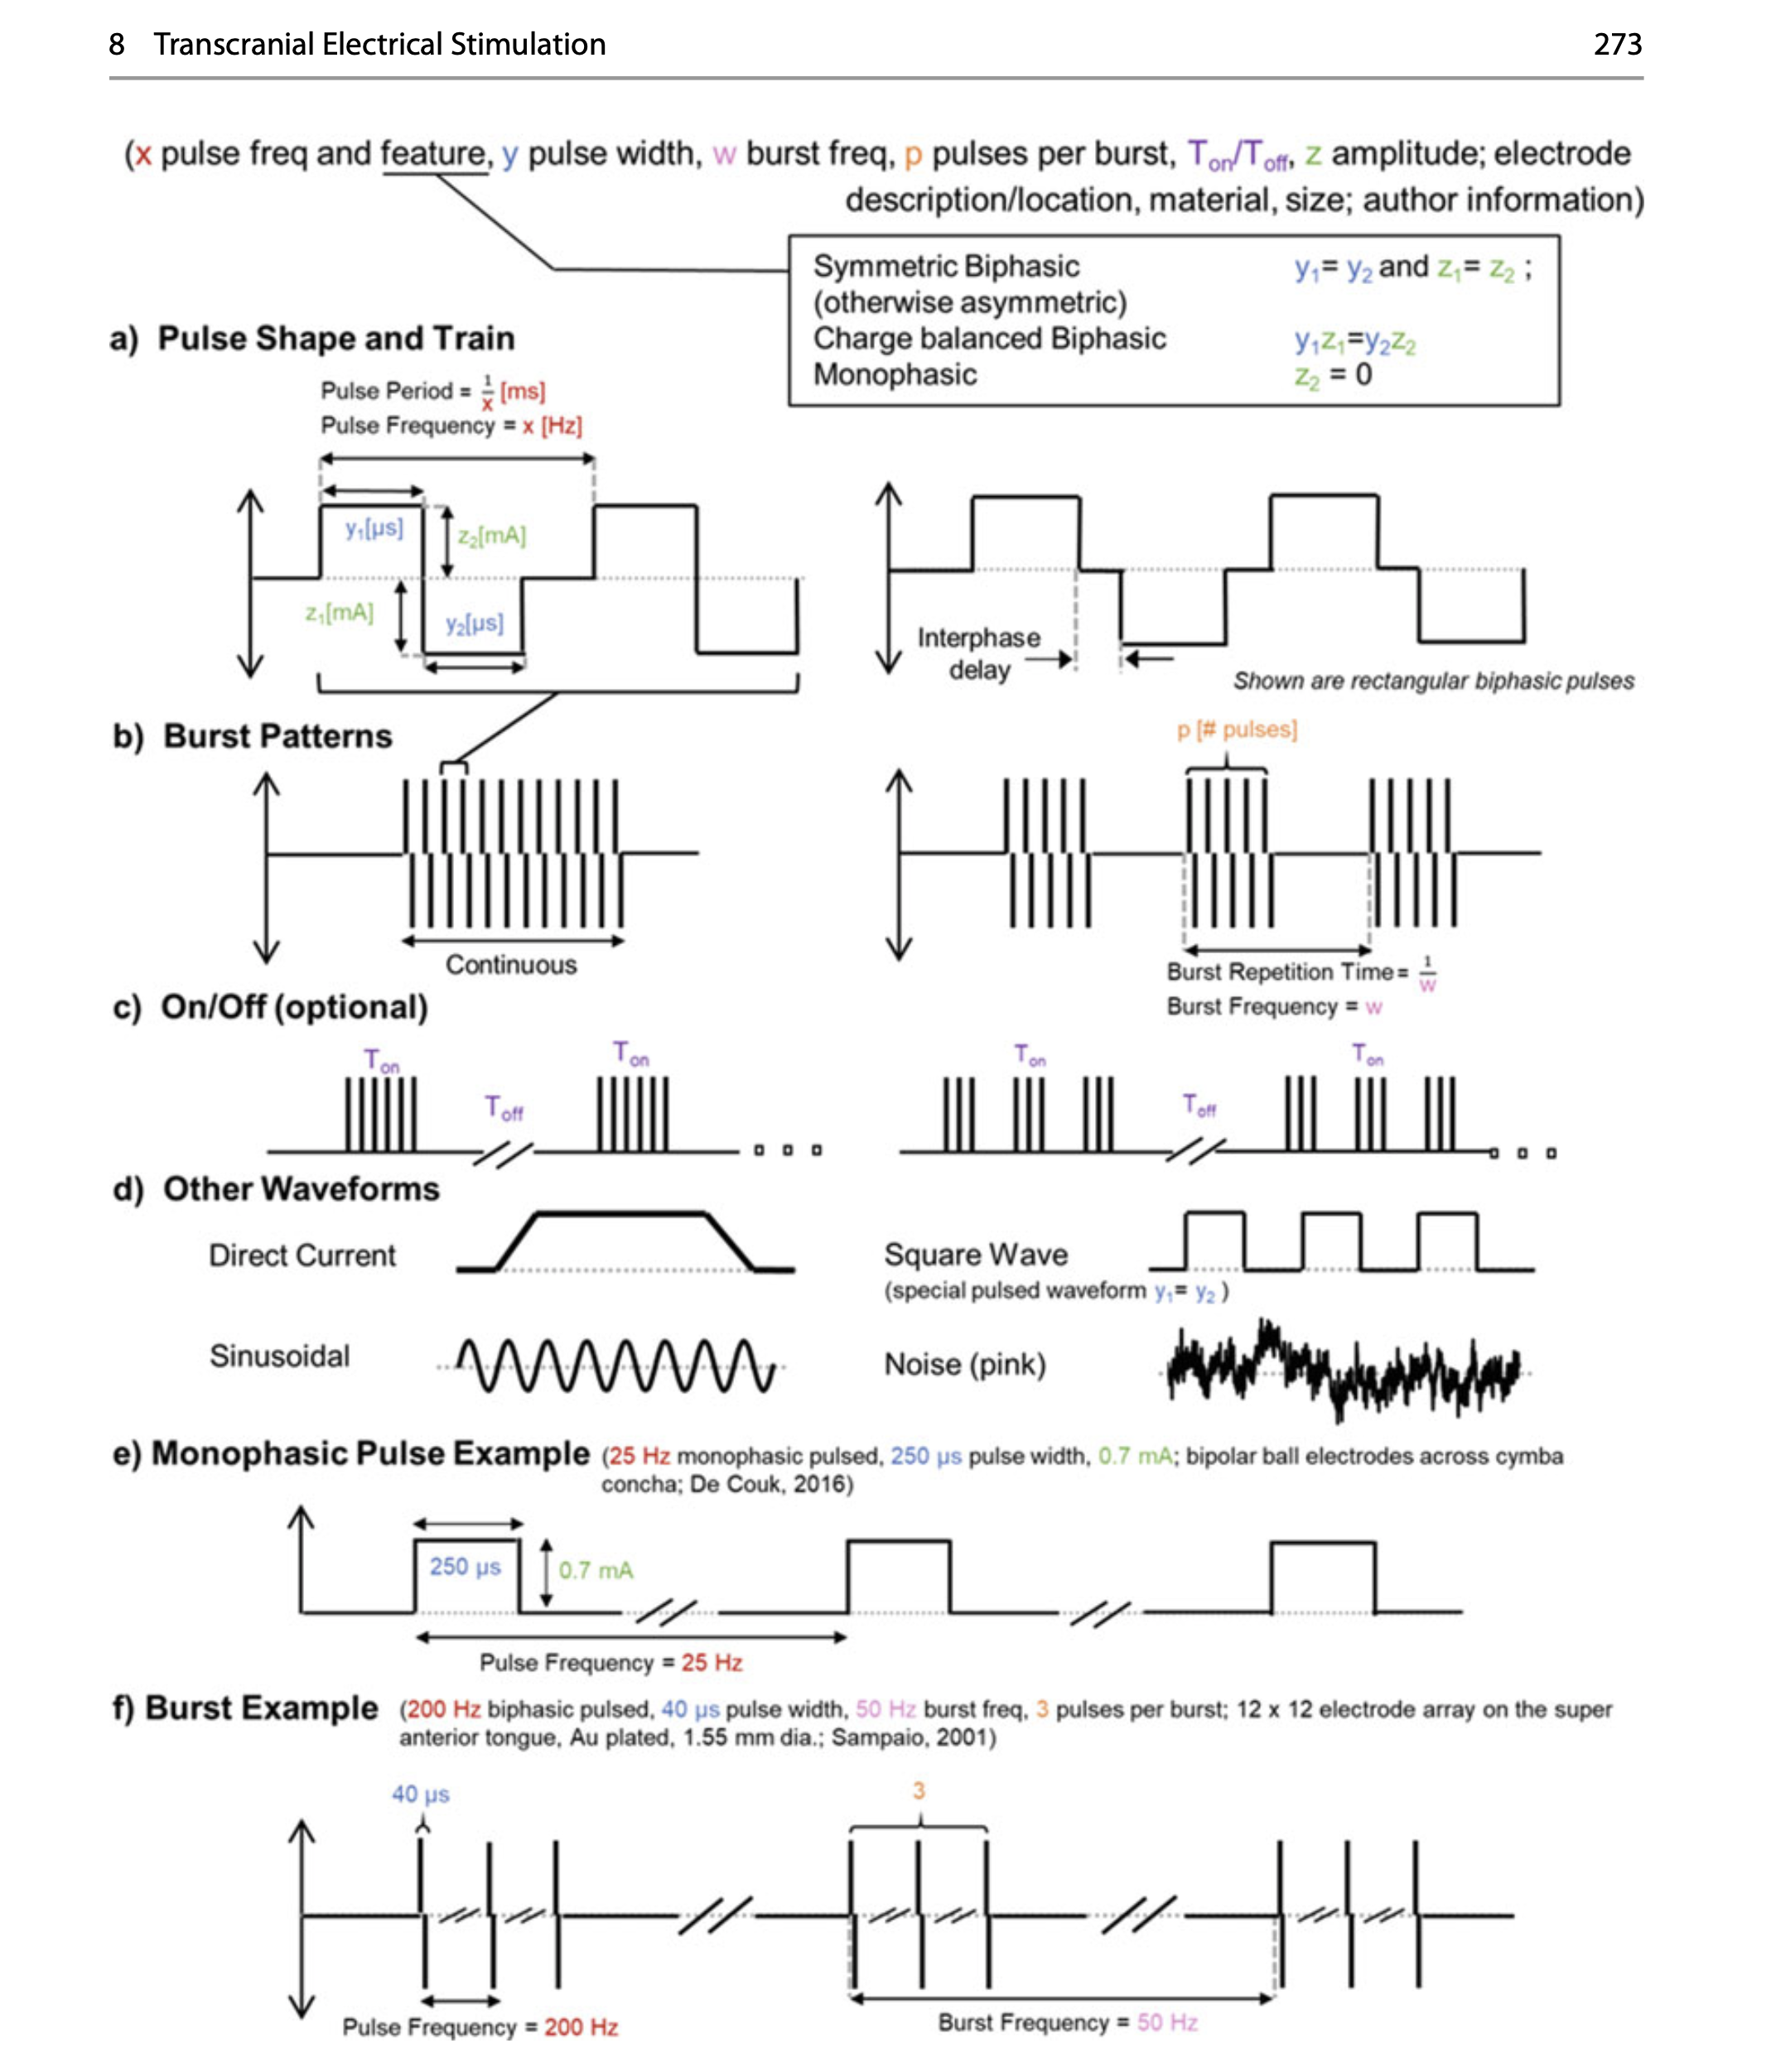 8 Transcranial Electrical Stimulation 273
(x pulse freq and feature, y pulse width, w burst freq, p pulses per burst, Ton/Toff, z amplitude; electrode
description/location, material, size; author information)
Symmetric Biphasic y1= y2 and z1= z2 ;
(otherwise asymmetric)
Charge balanced Biphasic y1z1=y2z2
Monophasic z2 = 0
a) Pulse Shape and Train
Pulse Period = 1/x [ms]
Pulse Frequency = x [Hz]
y1[µs]
z2[mA]
z1[mA]
y2[µs]
Interphase
delay
Shown are rectangular biphasic pulses
b) Burst Patterns
p [# pulses]
Continuous
Burst Repetition Time= 1/w
Burst Frequency = w
c) On/Off (optional)
Ton Toff Ton
Ton Toff Ton
d) Other Waveforms
Direct Current
Square Wave
(special pulsed waveform y1= y2 )
Sinusoidal
Noise (pink)
e) Monophasic Pulse Example (25 Hz monophasic pulsed, 250 µs pulse width, 0.7 mA; bipolar ball electrodes across cymba
concha; De Couk, 2016)
250 µs
0.7 mA
Pulse Frequency = 25 Hz
f) Burst Example (200 Hz biphasic pulsed, 40 µs pulse width, 50 Hz burst freq, 3 pulses per burst; 12 x 12 electrode array on the super
anterior tongue, Au plated, 1.55 mm dia.; Sampaio, 2001)
40 µs
3
Pulse Frequency = 200 Hz
Burst Frequency = 50 Hz